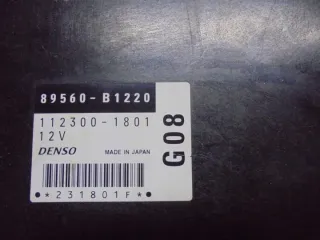 89560-B1220
112300-1801
12V
DENSO MADE IN JAPAN
*231801F*
G08